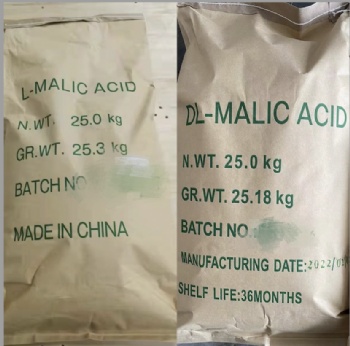 L-MALIC ACID
N.WT. 25.0 kg
GR.WT. 25.3 kg
BATCH NO
MADE IN CHINA
DL-MALIC ACID
N.WT. 25.0 kg
GR.WT. 25.18 kg
BATCH NO
MANUFACTURING DATE:2022/
SHELF LIFE:36MONTHS